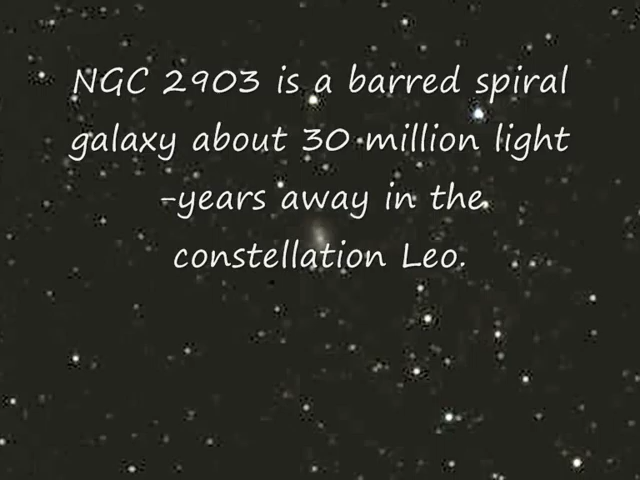 NGC 2903 is a barred spiral
galaxy about 30 million light
-years away in the
constellation Leo.